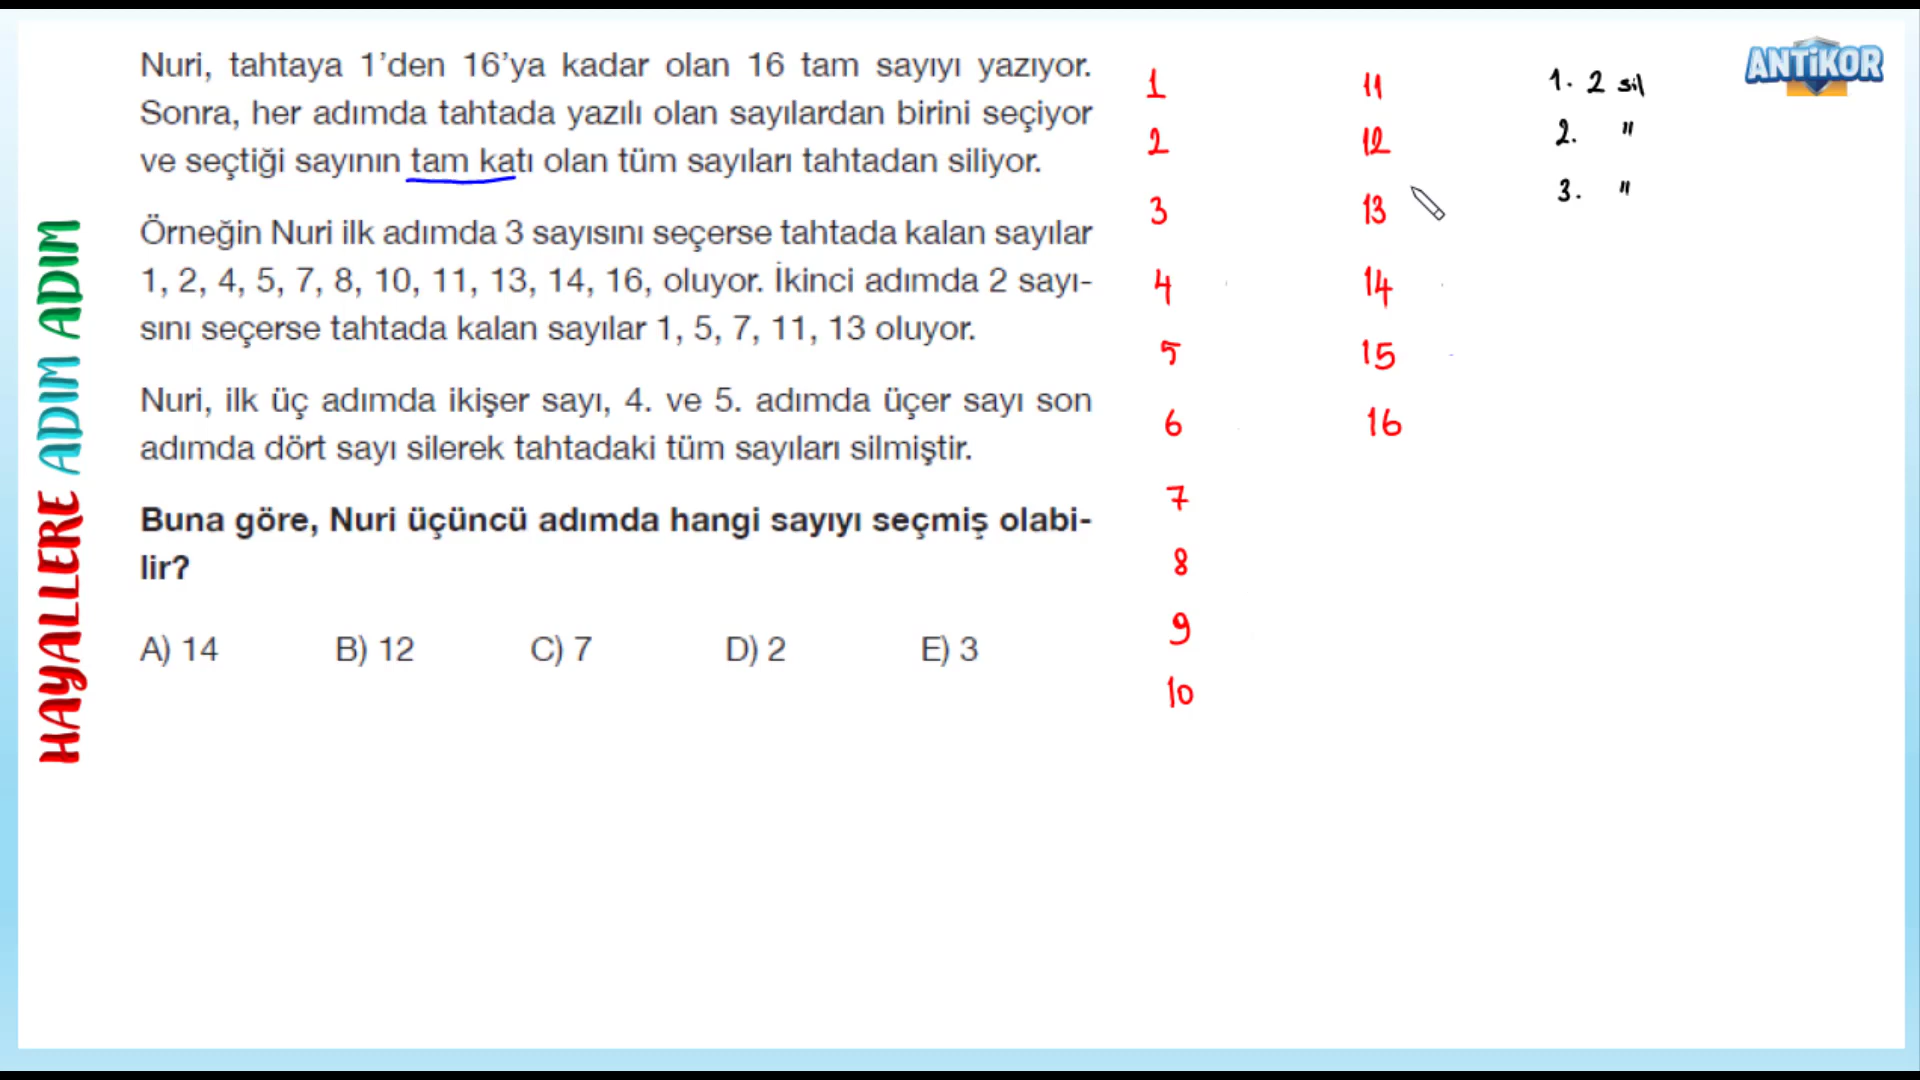 Nuri, tahtaya 1’den 16’ya kadar olan 16 tam sayıyı yazıyor.
Sonra, her adımda tahtada yazılı olan sayılardan birini seçiyor
ve seçtiği sayının tam katı olan tüm sayıları tahtadan siliyor.
Örneğin Nuri ilk adımda 3 sayısını seçerse tahtada kalan sayılar
1, 2, 4, 5, 7, 8, 10, 11, 13, 14, 16, oluyor. İkinci adımda 2 sayı-
sını seçerse tahtada kalan sayılar 1, 5, 7, 11, 13 oluyor.
Nuri, ilk üç adımda ikişer sayı, 4. ve 5. adımda üçer sayı son
adımda dört sayı silerek tahtadaki tüm sayıları silmiştir.
Buna göre, Nuri üçüncü adımda hangi sayıyı seçmiş olabi-
lir?
A) 14 B) 12 C) 7 D) 2 E) 3
HAYALLERE ADIM ADIM
1
2
3
4
5
6
7
8
9
10
11
12
13
14
15
16
1. 2 sil
2. "
3. "
ANTİKOR